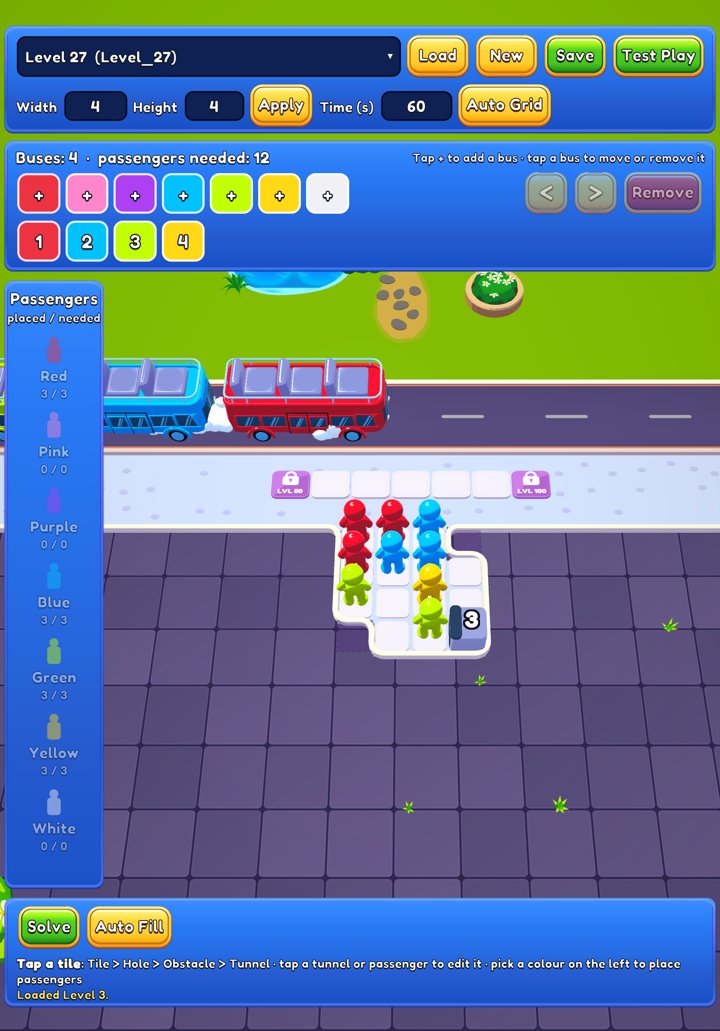 Level 27 (Level_27)
Load
New
Save
Test Play
Width
4
Height
4
Apply
Time (s)
60
Auto Grid
Buses: 4 · passengers needed: 12
Tap + to add a bus · tap a bus to move or remove it
+ + + + + + +
< > Remove
1 2 3 4
Passengers
placed / needed
Red
3 / 3
Pink
0 / 0
Purple
0 / 0
Blue
3 / 3
Green
3 / 3
Yellow
3 / 3
White
0 / 0
LVL 50
LVL 100
3
Solve
Auto Fill
Tap a tile: Tile > Hole > Obstacle > Tunnel · tap a tunnel or passenger to edit it · pick a colour on the left to place
passengers
Loaded Level 3.